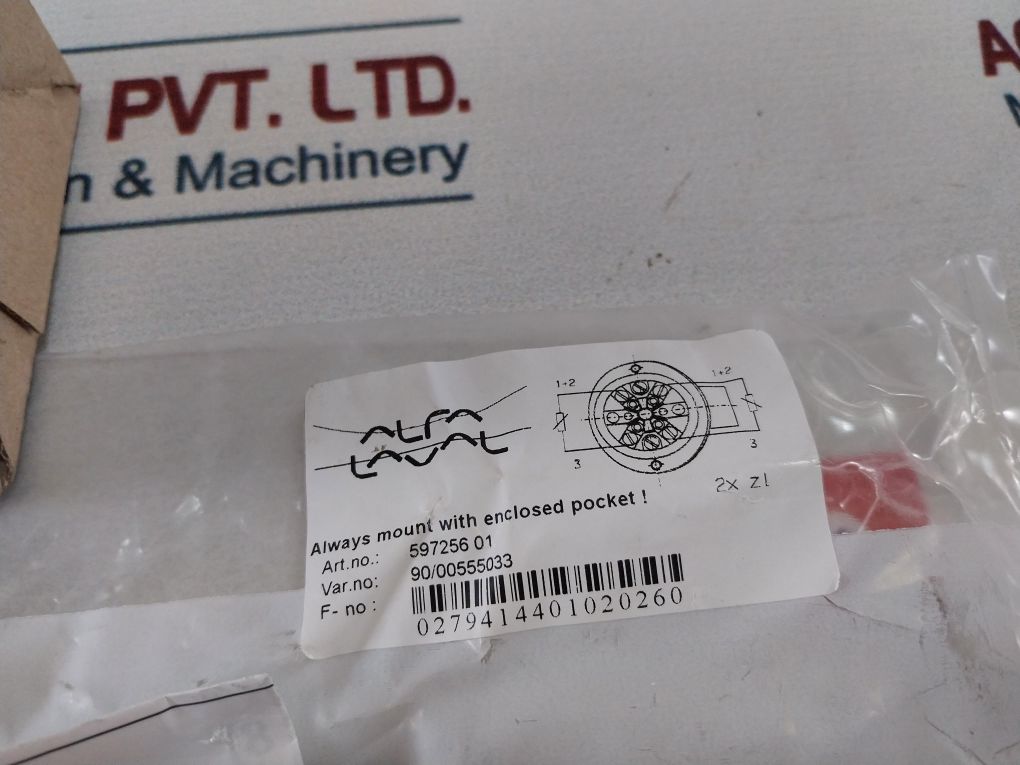 PVT. LTD.
& Machinery
ALFA
LAVAL
1+2
1+2
3
3
2x zl
Always mount with enclosed pocket !
Art.no.: 597256 01
Var.no: 90/00555033
F- no :
0279414401020260